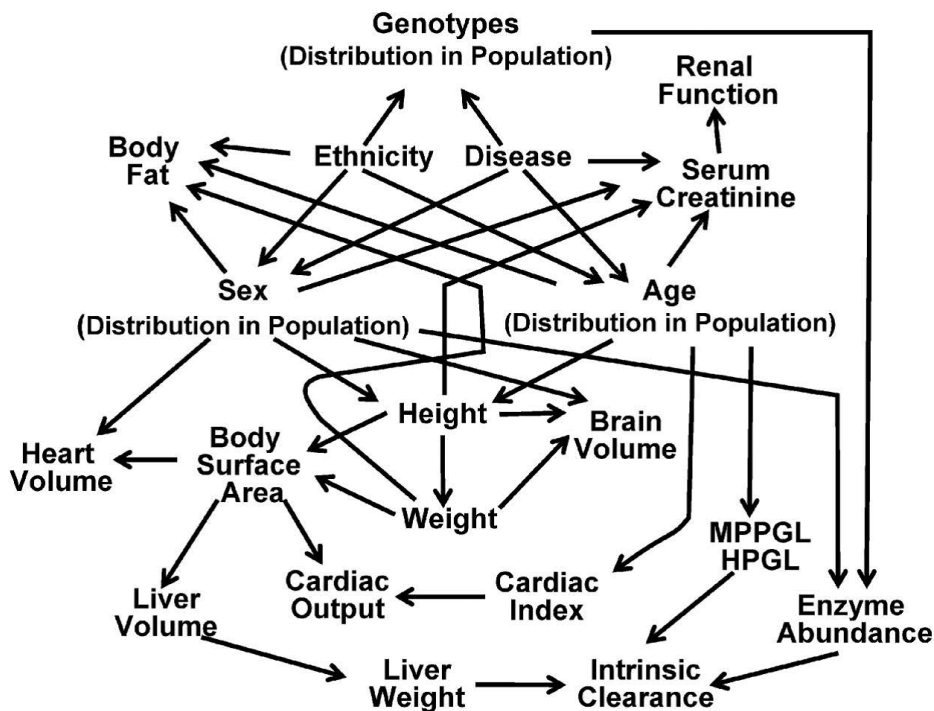 Genotypes
(Distribution in Population)
Renal
Function
Body
Fat
Ethnicity
Disease
Serum
Creatinine
Sex
(Distribution in Population)
Age
(Distribution in Population)
Height
Brain
Volume
Heart
Volume
Body
Surface
Area
Weight
MPPGL
HPGL
Liver
Volume
Cardiac
Output
Cardiac
Index
Enzyme
Abundance
Liver
Weight
Intrinsic
Clearance